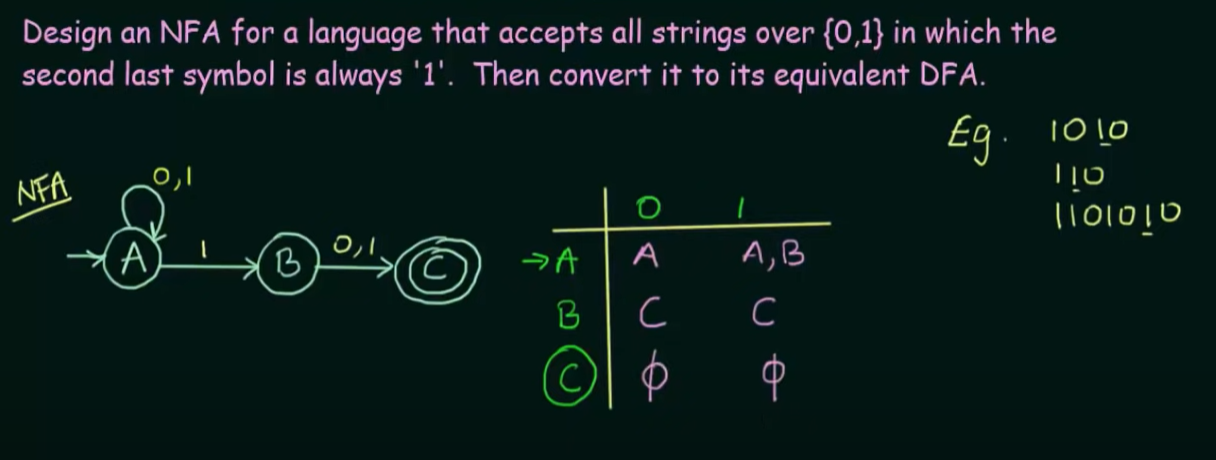 Design an NFA for a language that accepts all strings over {0,1} in which the
second last symbol is always '1'. Then convert it to its equivalent DFA.
Eg. 1010
110
1101010
NFA
0,1
A 1 B 0,1 C
0 1
→A A A,B
B C C
C ϕ ϕ